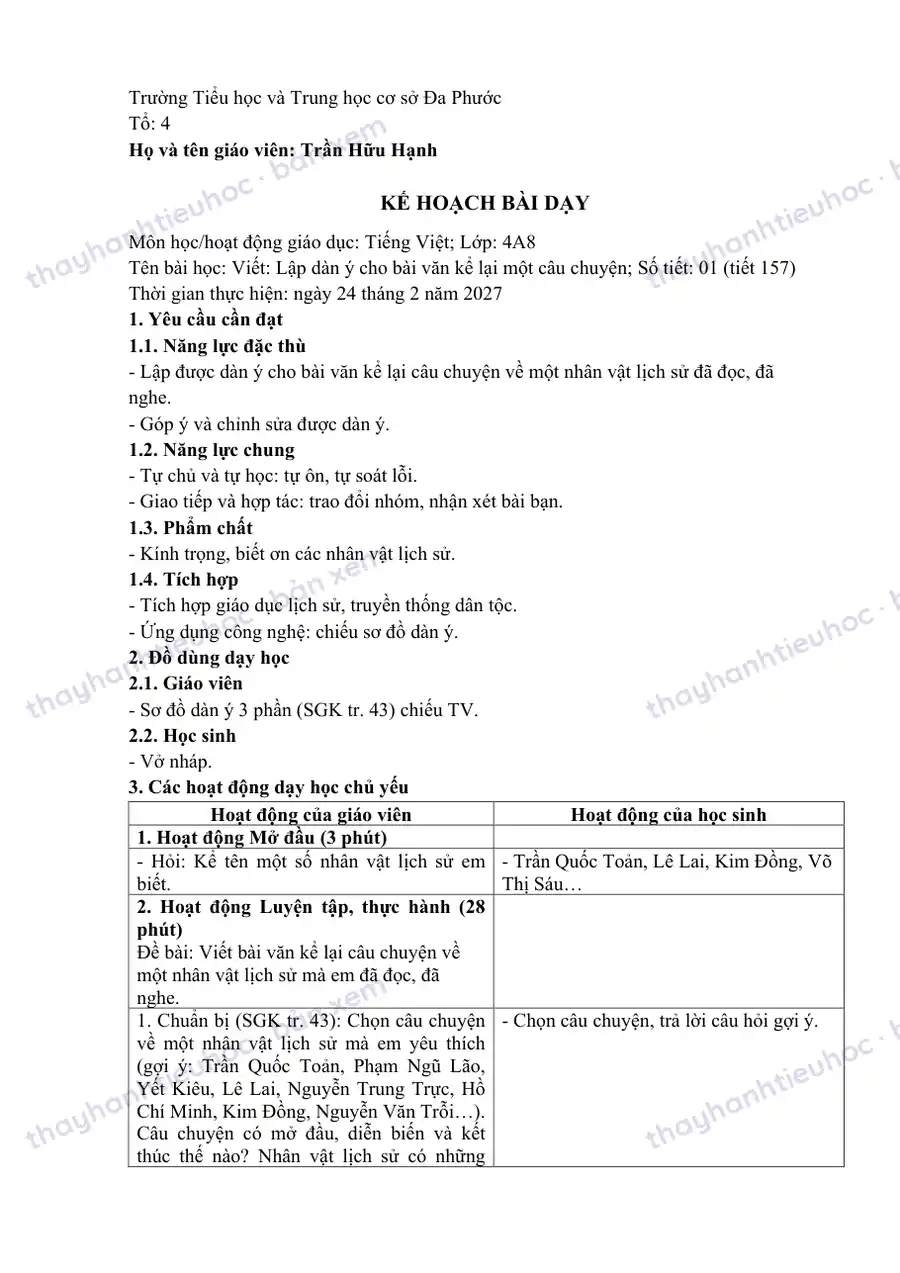 Trường Tiểu học và Trung học cơ sở Đa Phước
Tổ: 4
Họ và tên giáo viên: Trần Hữu Hạnh
KẾ HOẠCH BÀI DẠY
Môn học/hoạt động giáo dục: Tiếng Việt; Lớp: 4A8
Tên bài học: Viết: Lập dàn ý cho bài văn kể lại một câu chuyện; Số tiết: 01 (tiết 157)
Thời gian thực hiện: ngày 24 tháng 2 năm 2027
1. Yêu cầu cần đạt
1.1. Năng lực đặc thù
- Lập được dàn ý cho bài văn kể lại câu chuyện về một nhân vật lịch sử đã đọc, đã
nghe.
- Góp ý và chỉnh sửa được dàn ý.
1.2. Năng lực chung
- Tự chủ và tự học: tự ôn, tự soát lỗi.
- Giao tiếp và hợp tác: trao đổi nhóm, nhận xét bài bạn.
1.3. Phẩm chất
- Kính trọng, biết ơn các nhân vật lịch sử.
1.4. Tích hợp
- Tích hợp giáo dục lịch sử, truyền thống dân tộc.
- Ứng dụng công nghệ: chiếu sơ đồ dàn ý.
2. Đồ dùng dạy học
2.1. Giáo viên
- Sơ đồ dàn ý 3 phần (SGK tr. 43) chiếu TV.
2.2. Học sinh
- Vở nháp.
3. Các hoạt động dạy học chủ yếu
Hoạt động của giáo viên
Hoạt động của học sinh
1. Hoạt động Mở đầu (3 phút)
- Hỏi: Kể tên một số nhân vật lịch sử em
biết.
- Trần Quốc Toản, Lê Lai, Kim Đồng, Võ
Thị Sáu…
2. Hoạt động Luyện tập, thực hành (28
phút)
Đề bài: Viết bài văn kể lại câu chuyện về
một nhân vật lịch sử mà em đã đọc, đã
nghe.
1. Chuẩn bị (SGK tr. 43): Chọn câu chuyện
về một nhân vật lịch sử mà em yêu thích
(gợi ý: Trần Quốc Toản, Phạm Ngũ Lão,
Yết Kiêu, Lê Lai, Nguyễn Trung Trực, Hồ
Chí Minh, Kim Đồng, Nguyễn Văn Trỗi…).
Câu chuyện có mở đầu, diễn biến và kết
thúc thế nào? Nhân vật lịch sử có những
- Chọn câu chuyện, trả lời câu hỏi gợi ý.
thayhanhtieuhoc · bản xem
thayhanhtieuhoc · b
thayhanhtieuhoc · bản xem
thayhanhtieuhoc · b
thayhanhtieuhoc · bản xem
thayhanhtieuhoc · b